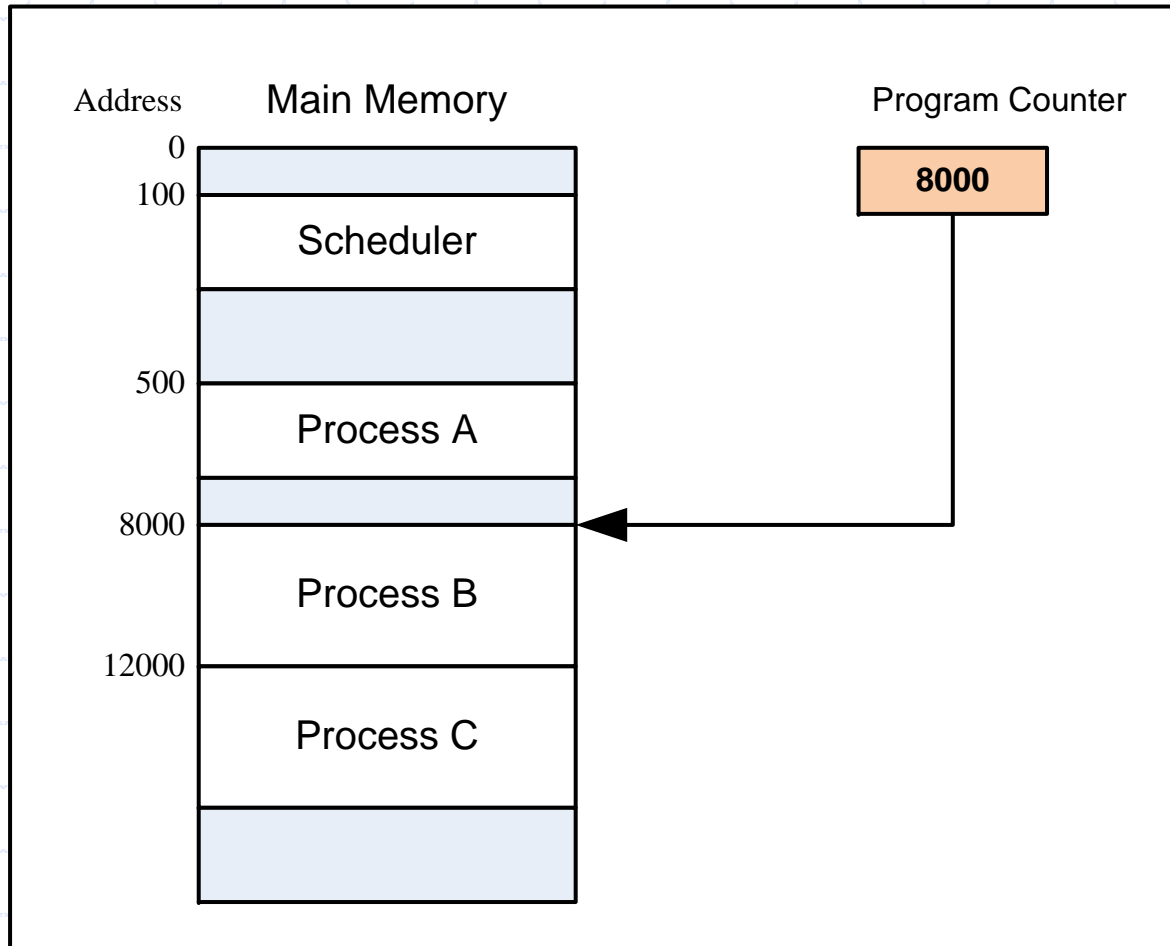 Address Main Memory Program Counter
0
8000
100
Scheduler
500
Process A
8000
Process B
12000
Process C